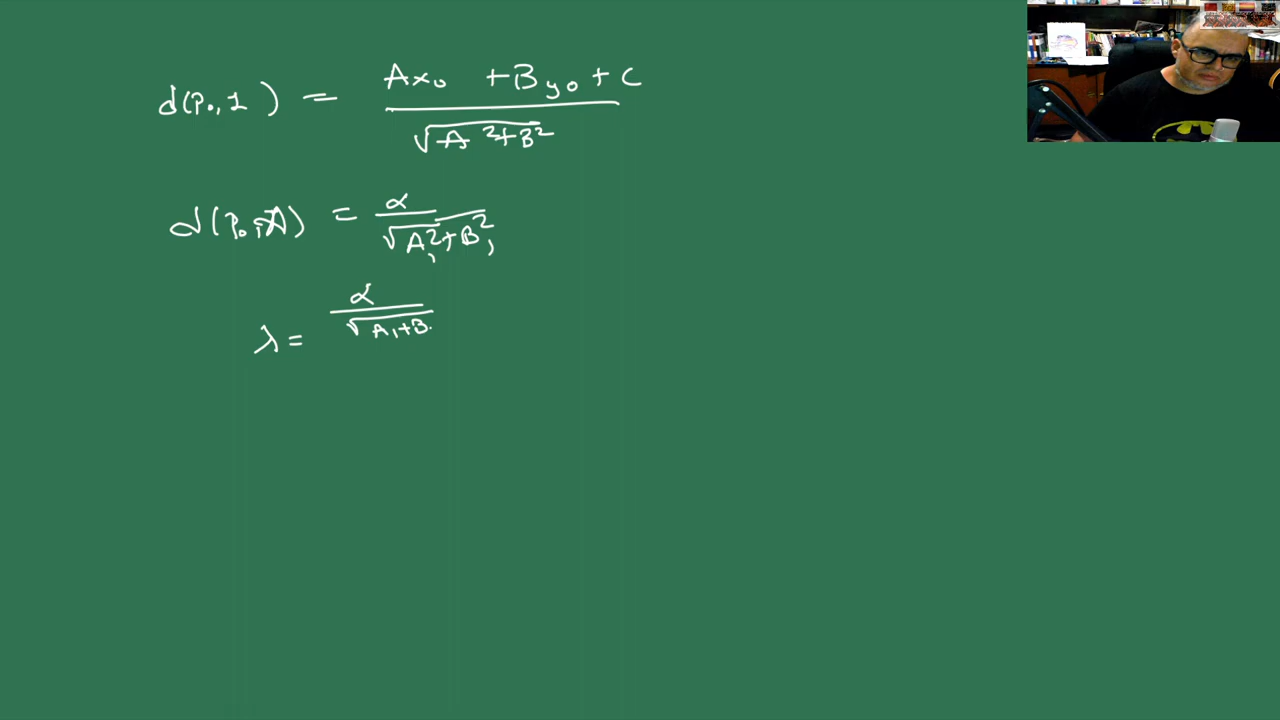 d(P₀, 1) = Ax₀ + By₀ + C / √A²+B²
d(P₀, A) = α / √A₁²+B₁²
λ = α / √A₁+B.